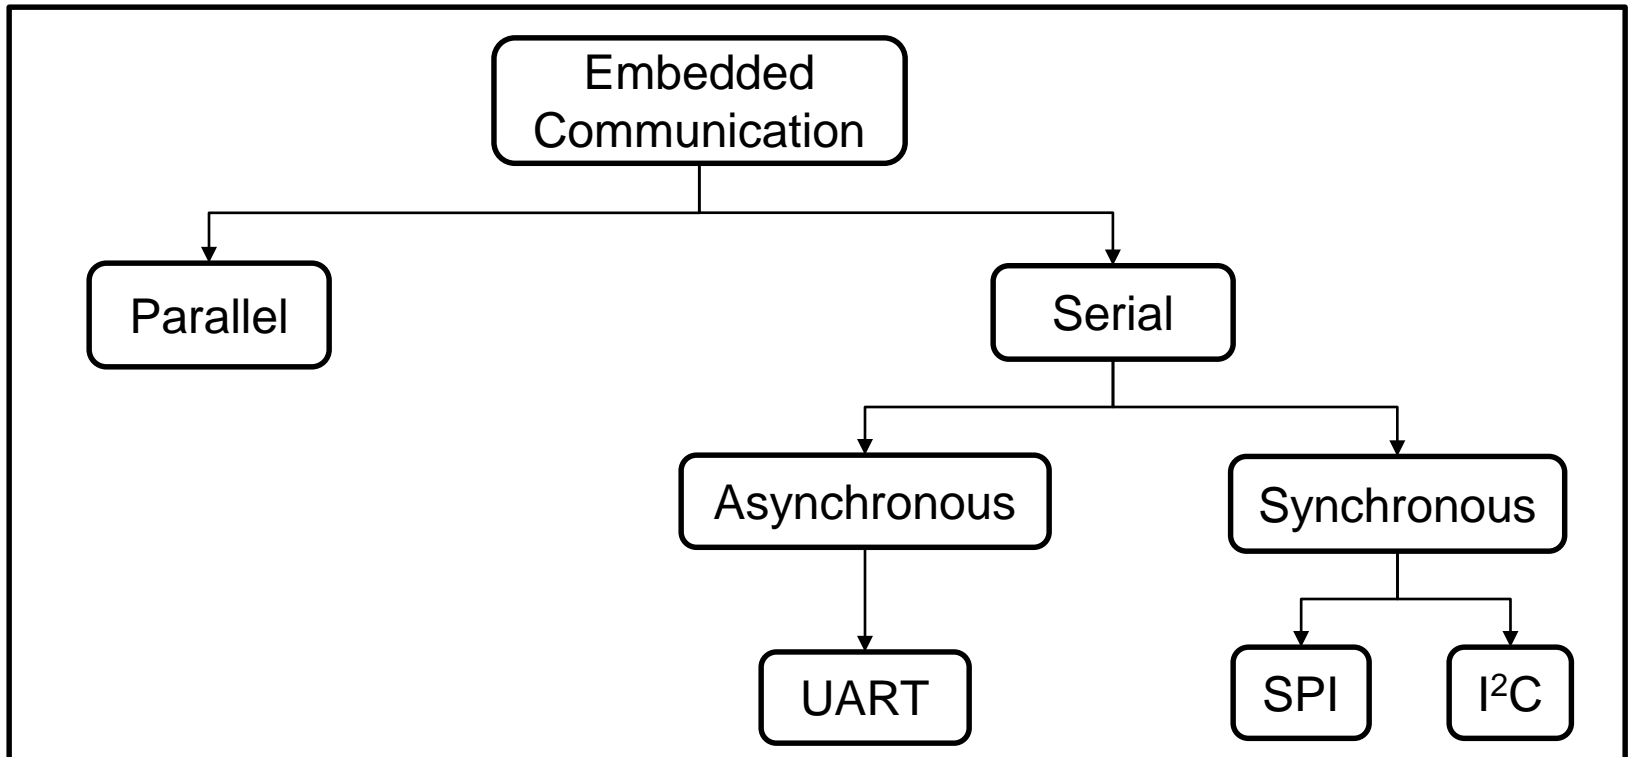 Embedded
Communication
Parallel
Serial
Asynchronous
Synchronous
UART
SPI
I²C